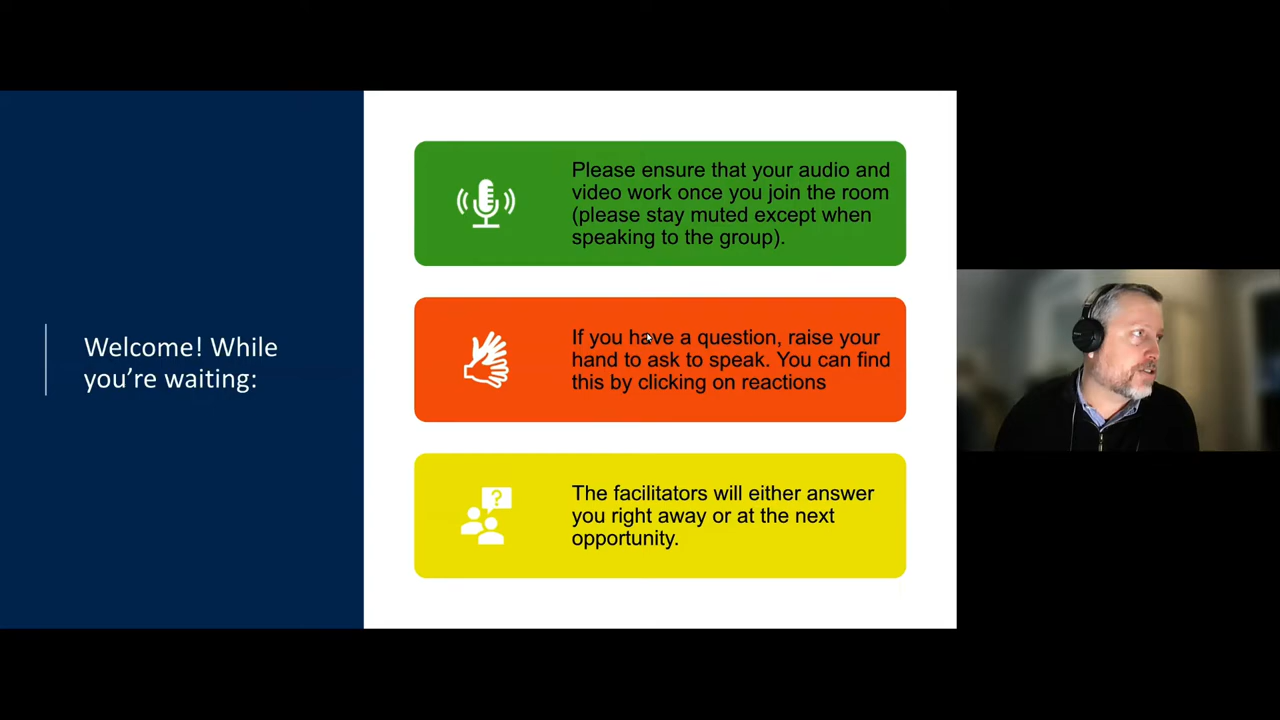 Welcome! While
you’re waiting:
Please ensure that your audio and
video work once you join the room
(please stay muted except when
speaking to the group).
If you have a question, raise your
hand to ask to speak. You can find
this by clicking on reactions
?
The facilitators will either answer
you right away or at the next
opportunity.